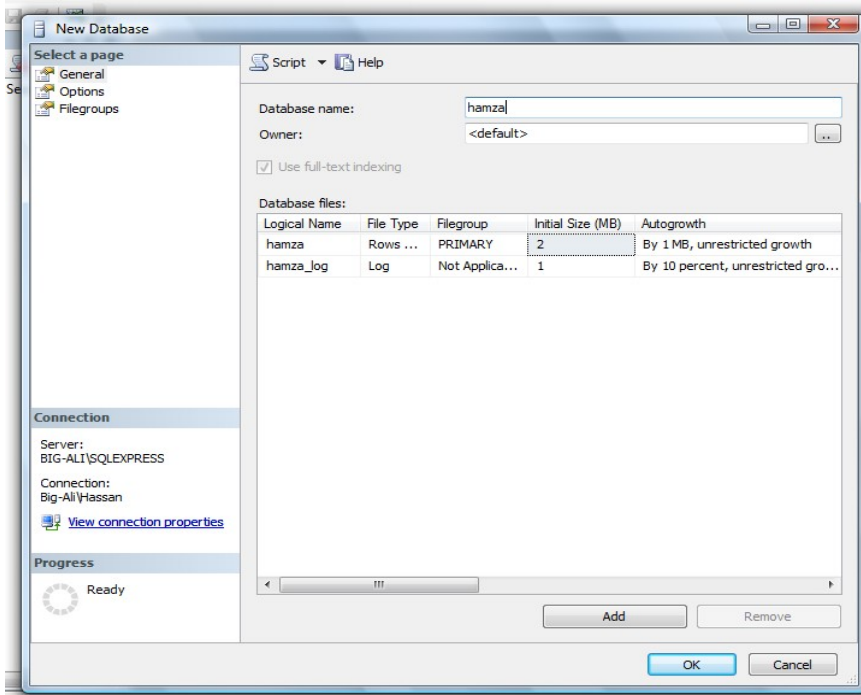 New Database
Select a page
General
Options
Filegroups
Script Help
Database name: hamza
Owner: <default> ...
Use full-text indexing
Database files:
Logical Name File Type Filegroup Initial Size (MB) Autogrowth
hamza Rows ... PRIMARY 2 By 1 MB, unrestricted growth
hamza_log Log Not Applica... 1 By 10 percent, unrestricted gro...
Connection
Server:
BIG-ALI\SQLEXPRESS
Connection:
Big-Ali\Hassan
View connection properties
Progress
Ready
Add Remove
OK Cancel
Se